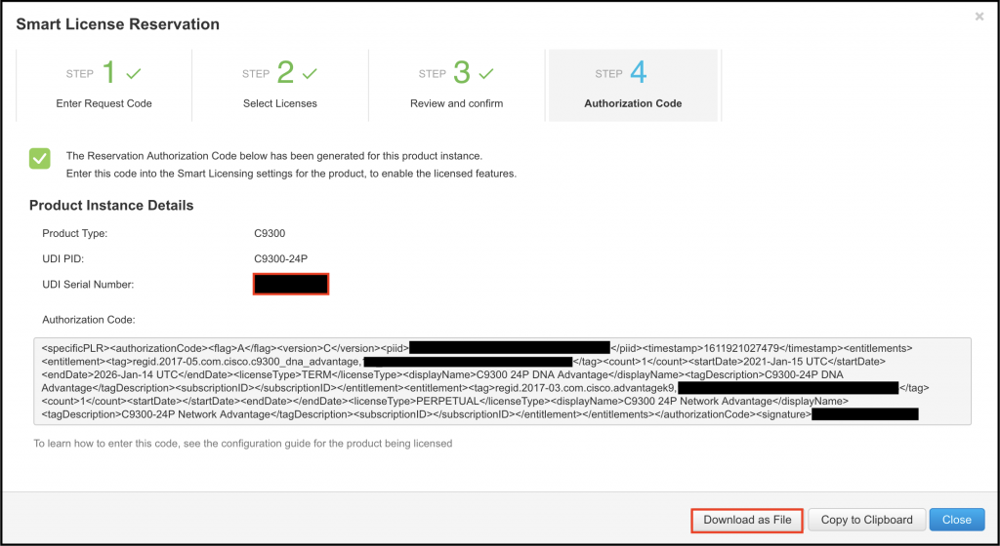 Smart License Reservation
STEP 1
Enter Request Code
STEP 2
Select Licenses
STEP 3
Review and confirm
STEP 4
Authorization Code
The Reservation Authorization Code below has been generated for this product instance.
Enter this code into the Smart Licensing settings for the product, to enable the licensed features.
Product Instance Details
Product Type: C9300
UDI PID: C9300-24P
UDI Serial Number:
Authorization Code:
<specificPLR><authorizationCode><flag>A</flag><version>C</version><piid></piid><timestamp>1611921027479</timestamp><entitlements>
<entitlement><tag>regid.2017-05.com.cisco.c9300_dna_advantage,</tag><count>1</count><startDate>2021-Jan-15 UTC</startDate>
<endDate>2026-Jan-14 UTC</endDate><licenseType>TERM</licenseType><displayName>C9300 24P DNA Advantage</displayName><tagDescription>C9300-24P DNA
Advantage</tagDescription><subscriptionID></subscriptionID></entitlement><entitlement><tag>regid.2017-03.com.cisco.advantagek9,</tag>
<count>1</count><startDate></startDate><endDate></endDate><licenseType>PERPETUAL</licenseType><displayName>C9300 24P Network Advantage</displayName>
<tagDescription>C9300-24P Network Advantage</tagDescription><subscriptionID></subscriptionID></entitlement></entitlements></authorizationCode><signature>
To learn how to enter this code, see the configuration guide for the product being licensed
Download as File
Copy to Clipboard
Close